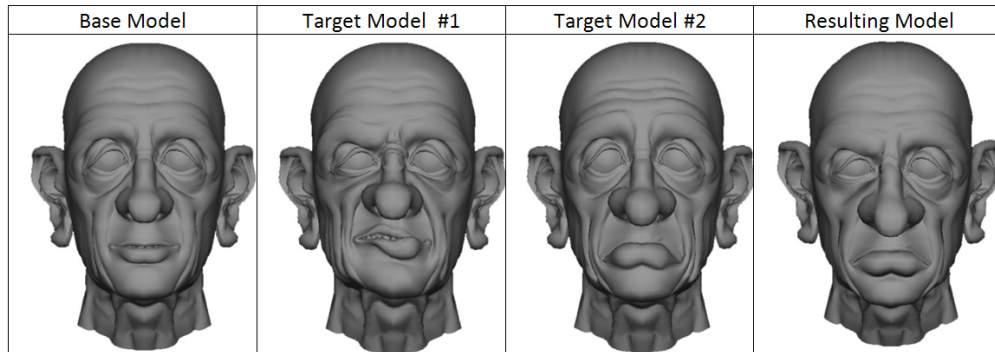 Base Model
Target Model  #1
Target Model #2
Resulting Model